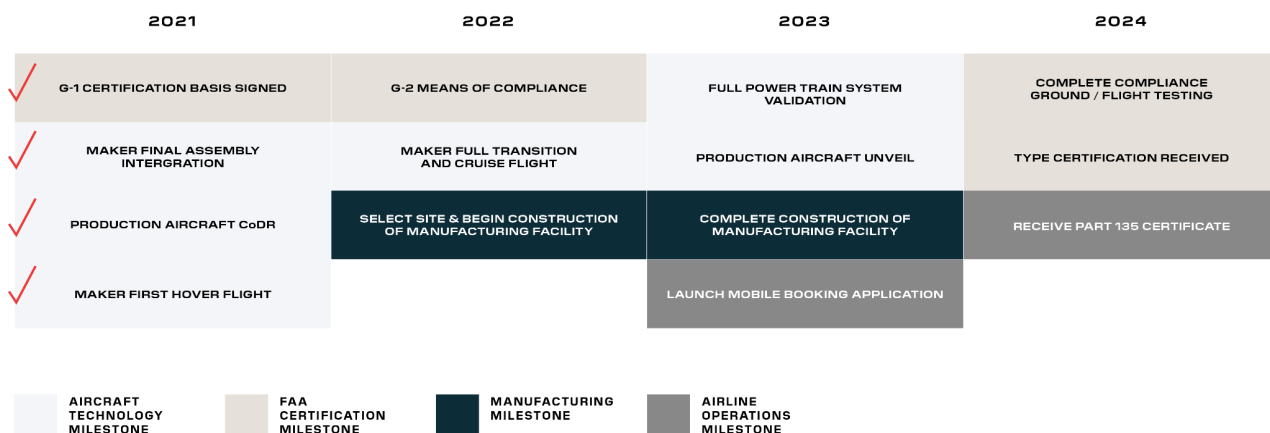 2021 2022 2023 2024
G-1 CERTIFICATION BASIS SIGNED
G-2 MEANS OF COMPLIANCE
FULL POWER TRAIN SYSTEM
VALIDATION
COMPLETE COMPLIANCE
GROUND / FLIGHT TESTING
MAKER FINAL ASSEMBLY
INTERGRATION
MAKER FULL TRANSITION
AND CRUISE FLIGHT
PRODUCTION AIRCRAFT UNVEIL
TYPE CERTIFICATION RECEIVED
PRODUCTION AIRCRAFT CoDR
SELECT SITE & BEGIN CONSTRUCTION
OF MANUFACTURING FACILITY
COMPLETE CONSTRUCTION OF
MANUFACTURING FACILITY
RECEIVE PART 135 CERTIFICATE
MAKER FIRST HOVER FLIGHT
LAUNCH MOBILE BOOKING APPLICATION
AIRCRAFT
TECHNOLOGY
MILESTONE
FAA
CERTIFICATION
MILESTONE
MANUFACTURING
MILESTONE
AIRLINE
OPERATIONS
MILESTONE